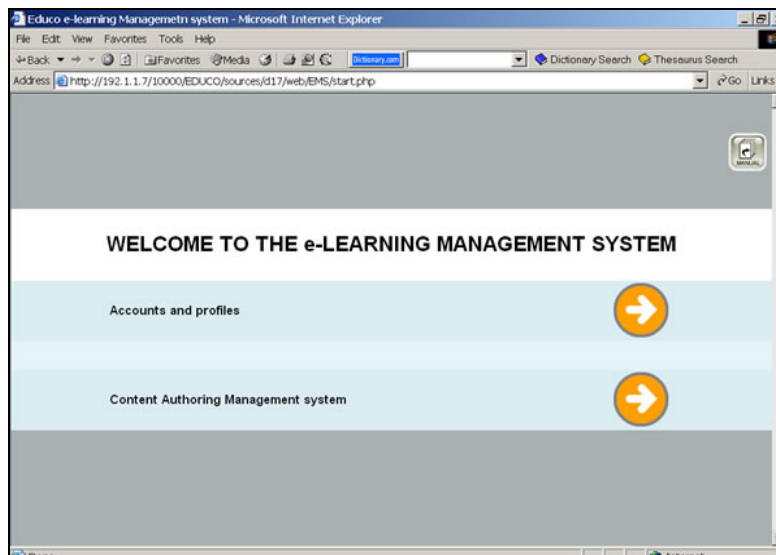 Educo e-learning Managemetn system - Microsoft Internet Explorer
File Edit View Favorites Tools Help
Back Favorites Media Dictionary.com Dictionary Search Thesaurus Search
Address http://192.1.1.7/10000/EDUCO/sources/d17/web/EMS/start.php Go Links
MANUAL
WELCOME TO THE e-LEARNING MANAGEMENT SYSTEM
Accounts and profiles
Content Authoring Management system